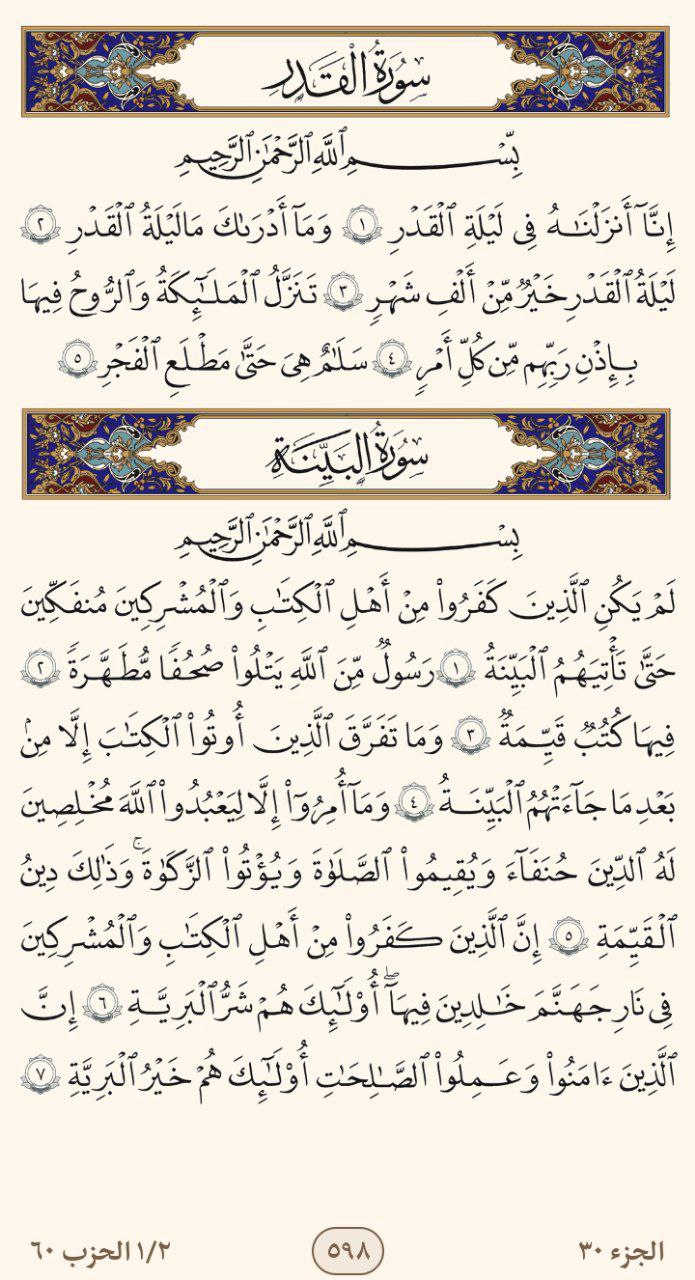 سُورَةُ الْقَدْرِ
بِّسْمِ ٱللَّهِ ٱلرَّحْمَٰنِ ٱلرَّحِيمِ
إِنَّآ أَنزَلْنَٰهُ فِى لَيْلَةِ ٱلْقَدْرِ ١ وَمَآ أَدْرَىٰكَ مَا لَيْلَةُ ٱلْقَدْرِ ٢
لَيْلَةُ ٱلْقَدْرِ خَيْرٌ مِّنْ أَلْفِ شَهْرٍ ٣ تَنَزَّلُ ٱلْمَلَٰٓئِكَةُ وَٱلرُّوحُ فِيهَا
بِإِذْنِ رَبِّهِم مِّن كُلِّ أَمْرٍ ٤ سَلَٰمٌ هِىَ حَتَّىٰ مَطْلَعِ ٱلْفَجْرِ ٥
سُورَةُ الْبَيِّنَةِ
بِسْمِ ٱللَّهِ ٱلرَّحْمَٰنِ ٱلرَّحِيمِ
لَمْ يَكُنِ ٱلَّذِينَ كَفَرُوا۟ مِنْ أَهْلِ ٱلْكِتَٰبِ وَٱلْمُشْرِكِينَ مُنفَكِّينَ
حَتَّىٰ تَأْتِيَهُمُ ٱلْبَيِّنَةُ ١ رَسُولٌ مِّنَ ٱللَّهِ يَتْلُوا۟ صُحُفًا مُّطَهَّرَةً ٢
فِيهَا كُتُبٌ قَيِّمَةٌ ٣ وَمَا تَفَرَّقَ ٱلَّذِينَ أُوتُوا۟ ٱلْكِتَٰبَ إِلَّا مِنۢ
بَعْدِ مَا جَآءَتْهُمُ ٱلْبَيِّنَةُ ٤ وَمَآ أُمِرُوٓا۟ إِلَّا لِيَعْبُدُوا۟ ٱللَّهَ مُخْلِصِينَ
لَهُ ٱلدِّينَ حُنَفَآءَ وَيُقِيمُوا۟ ٱلصَّلَوٰةَ وَيُؤْتُوا۟ ٱلزَّكَوٰةَ ۚ وَذَٰلِكَ دِينُ
ٱلْقَيِّمَةِ ٥ إِنَّ ٱلَّذِينَ كَفَرُوا۟ مِنْ أَهْلِ ٱلْكِتَٰبِ وَٱلْمُشْرِكِينَ
فِى نَارِ جَهَنَّمَ خَٰلِدِينَ فِيهَآ ۖ أُو۟لَٰٓئِكَ هُمْ شَرُّ ٱلْبَرِيَّةِ ٦ إِنَّ
ٱلَّذِينَ ءَامَنُوا۟ وَعَمِلُوا۟ ٱلصَّٰلِحَٰتِ أُو۟لَٰٓئِكَ هُمْ خَيْرُ ٱلْبَرِيَّةِ ٧
الجزء ٣٠ ٥٩٨ ١/٢ الحزب ٦٠